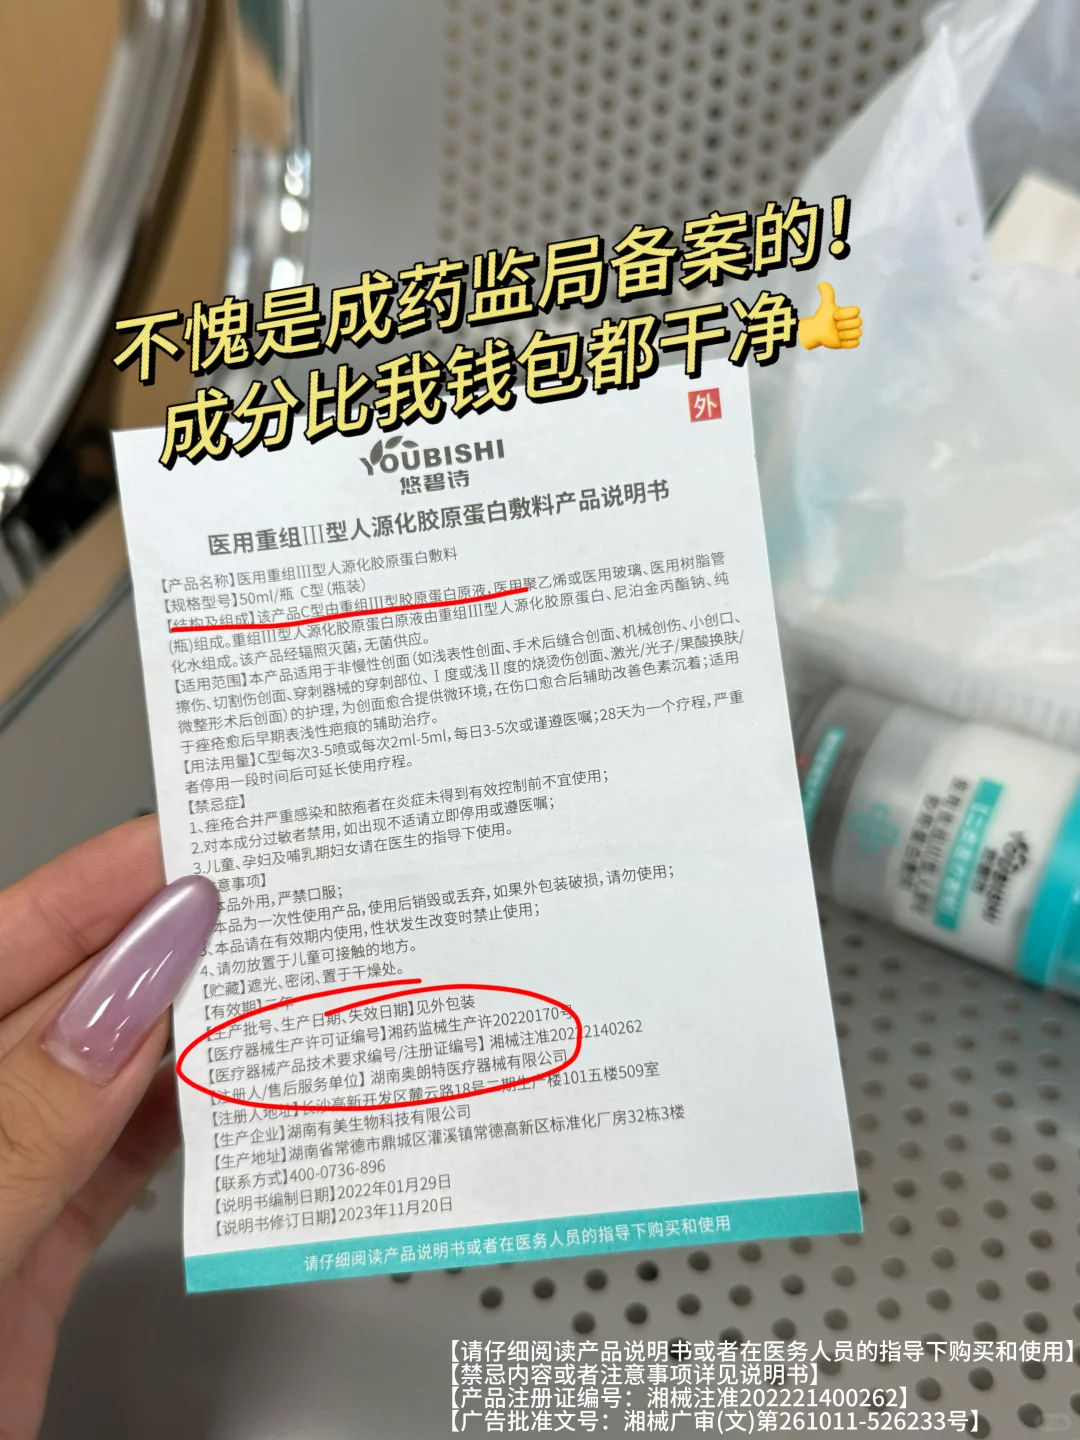 不愧是成药监局备案的！
成分比我钱包都干净
外
YOUBISHI
悠碧诗
医用重组III型人源化胶原蛋白敷料产品说明书
【产品名称】医用重组III型人源化胶原蛋白敷料
【规格型号】50ml/瓶 C型(瓶装)
【结构及组成】该产品C型由重组III型胶原蛋白原液,医用聚乙烯或医用玻璃、医用树脂管
(瓶)组成。重组III型人源化胶原蛋白原液由重组III型人源化胶原蛋白、尼泊金丙酯钠、纯
化水组成。该产品经辐照灭菌,无菌供应。
【适用范围】本产品适用于非慢性创面(如浅表性创面、手术后缝合创面、机械创伤、小创口、
擦伤、切割伤创面、穿刺器械的穿刺部位、I度或浅II度的烧烫伤创面、激光/光子/果酸换肤/
微整形术后创面)的护理,为创面愈合提供微环境,在伤口愈合后辅助改善色素沉着;适用
于痤疮愈后早期表浅性疤痕的辅助治疗。
【用法用量】C型每次3-5喷或每次2ml-5ml,每日3-5次或谨遵医嘱;28天为一个疗程,严重
者停用一段时间后可延长使用疗程。
【禁忌症】
1、痤疮合并严重感染和脓疱者在炎症未得到有效控制前不宜使用;
2.对本成分过敏者禁用,如出现不适请立即停用或遵医嘱;
3.儿童、孕妇及哺乳期妇女请在医生的指导下使用。
意事项】
本品外用,严禁口服;
本品为一次性使用产品,使用后销毁或丢弃,如果外包装破损,请勿使用;
3、本品请在有效期内使用,性状发生改变时禁止使用;
4、请勿放置于儿童可接触的地方。
【贮藏】遮光、密闭、置于干燥处。
【有效期】二年
【生产批号、生产日期、失效日期】见外包装
【医疗器械生产许可证编号】湘药监械生产许20220170号
【医疗器械产品技术要求编号/注册证编号】湘械注准20222140262
【注册人/售后服务单位】湖南奥朗特医疗器械有限公司
【注册人地址】长沙高新开发区麓云路18号二期生产楼101五楼509室
【生产企业】湖南有美生物科技有限公司
【生产地址】湖南省常德市鼎城区灌溪镇常德高新区标准化厂房32栋3楼
【联系方式】400-0736-896
【说明书编制日期】2022年01月29日
【说明书修订日期】2023年11月20日
请仔细阅读产品说明书或者在医务人员的指导下购买和使用
【请仔细阅读产品说明书或者在医务人员的指导下购买和使用】
【禁忌内容或者注意事项详见说明书】
【产品注册证编号：湘械注准202221400262】
【广告批准文号：湘械广审(文)第261011-526233号】